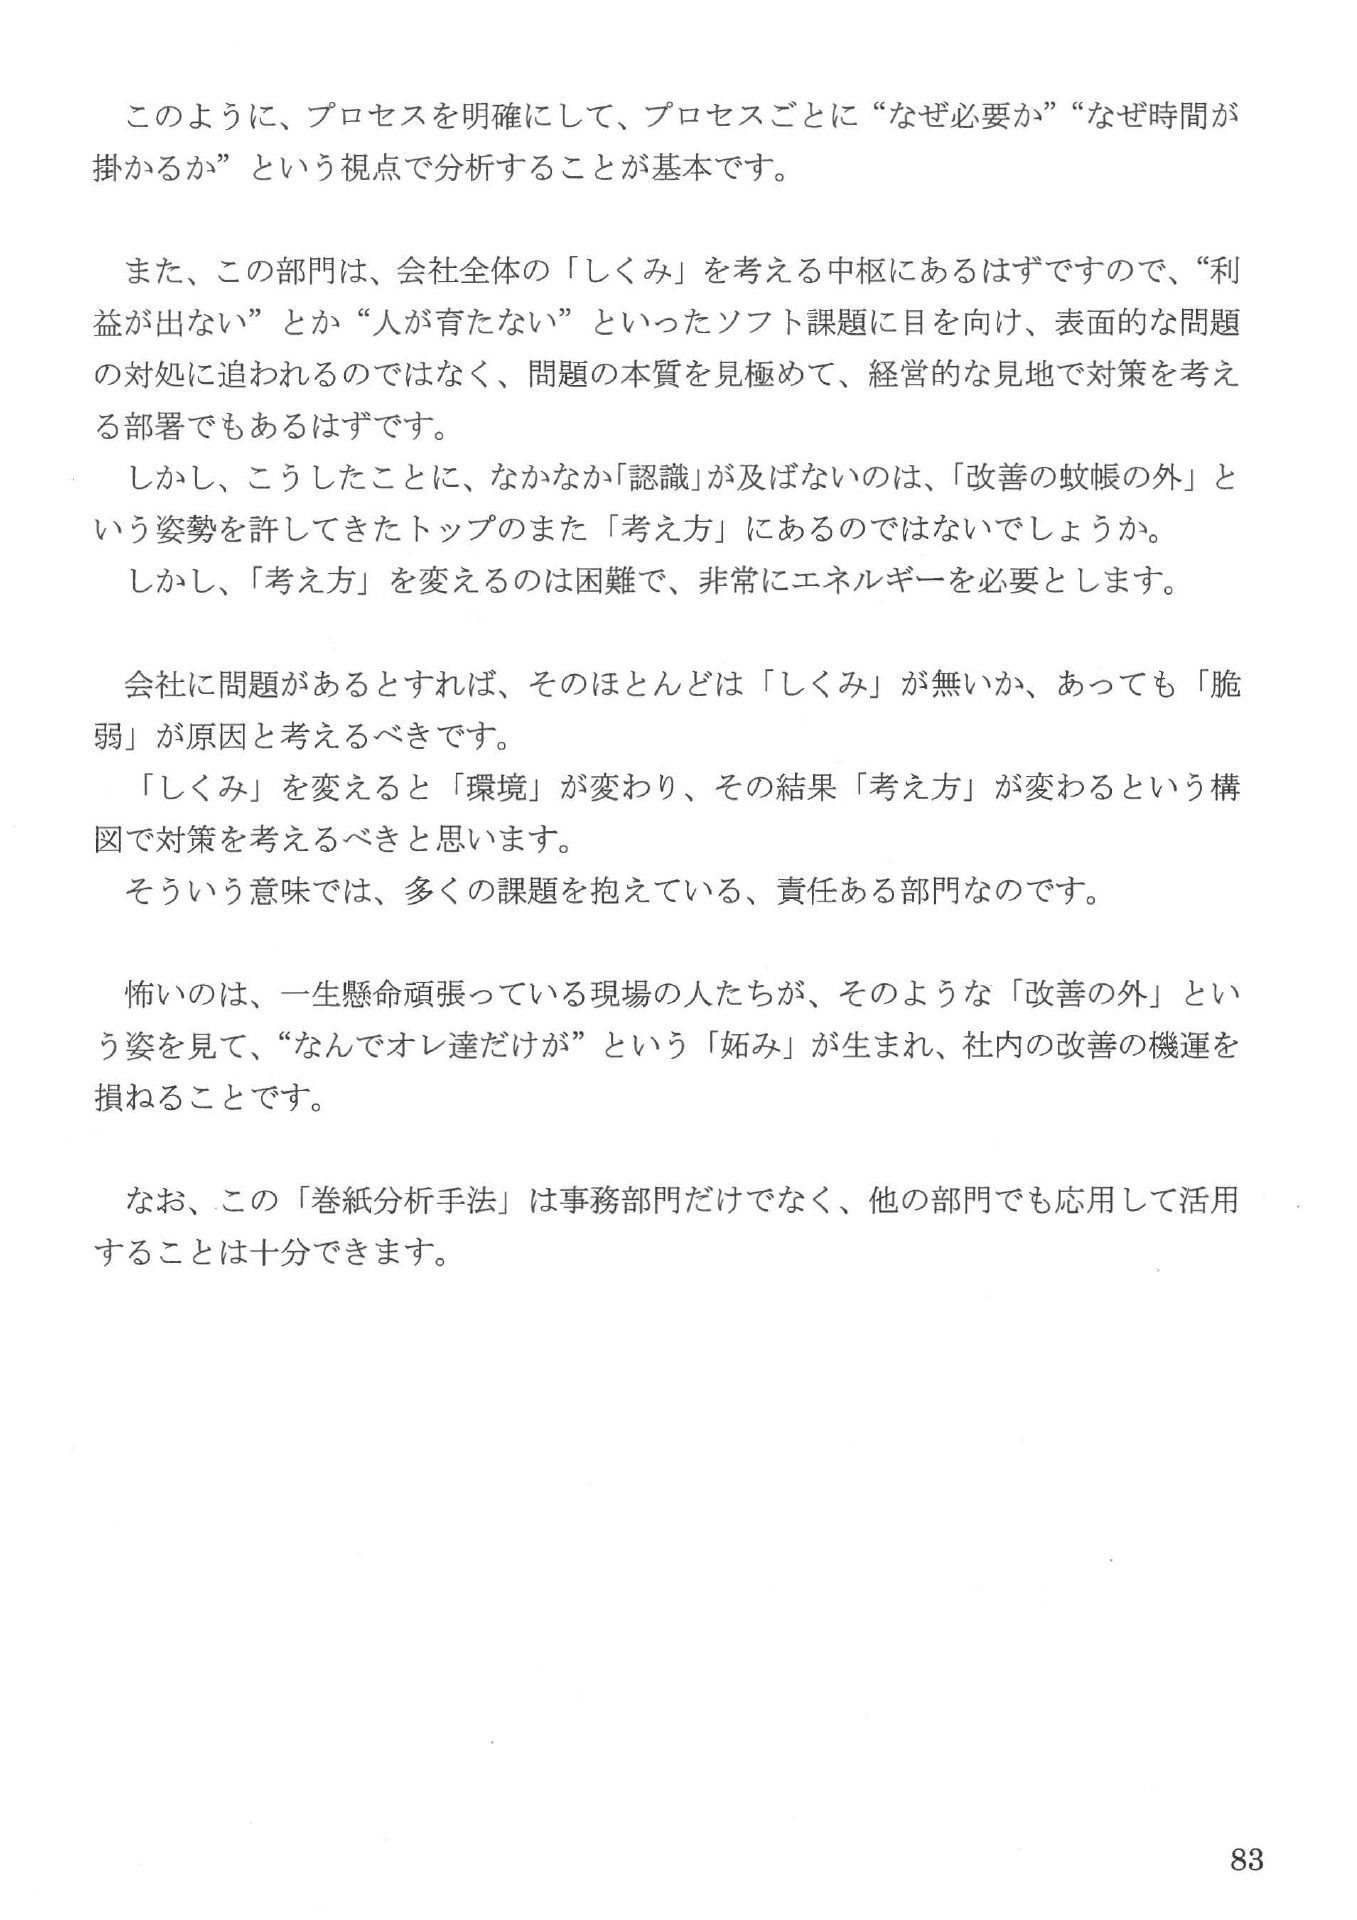 このように、プロセスを明確にして、プロセスごとに“なぜ必要か”“なぜ時間が
掛かるか”という視点で分析することが基本です。
また、この部門は、会社全体の「しくみ」を考える中枢にあるはずですので、“利
益が出ない”とか“人が育たない”といったソフト課題に目を向け、表面的な問題
の対処に追われるのではなく、問題の本質を見極めて、経営的な見地で対策を考え
る部署でもあるはずです。
しかし、こうしたことに、なかなか「認識」が及ばないのは、「改善の蚊帳の外」と
いう姿勢を許してきたトップのまた「考え方」にあるのではないでしょうか。
しかし、「考え方」を変えるのは困難で、非常にエネルギーを必要とします。
会社に問題があるとすれば、そのほとんどは「しくみ」が無いか、あっても「脆
弱」が原因と考えるべきです。
「しくみ」を変えると「環境」が変わり、その結果「考え方」が変わるという構
図で対策を考えるべきと思います。
そういう意味では、多くの課題を抱えている、責任ある部門なのです。
怖いのは、一生懸命頑張っている現場の人たちが、そのような「改善の外」とい
う姿を見て、“なんでオレ達だけが”という「妬み」が生まれ、社内の改善の機運を
損ねることです。
なお、この「巻紙分析手法」は事務部門だけでなく、他の部門でも応用して活用
することは十分できます。
83